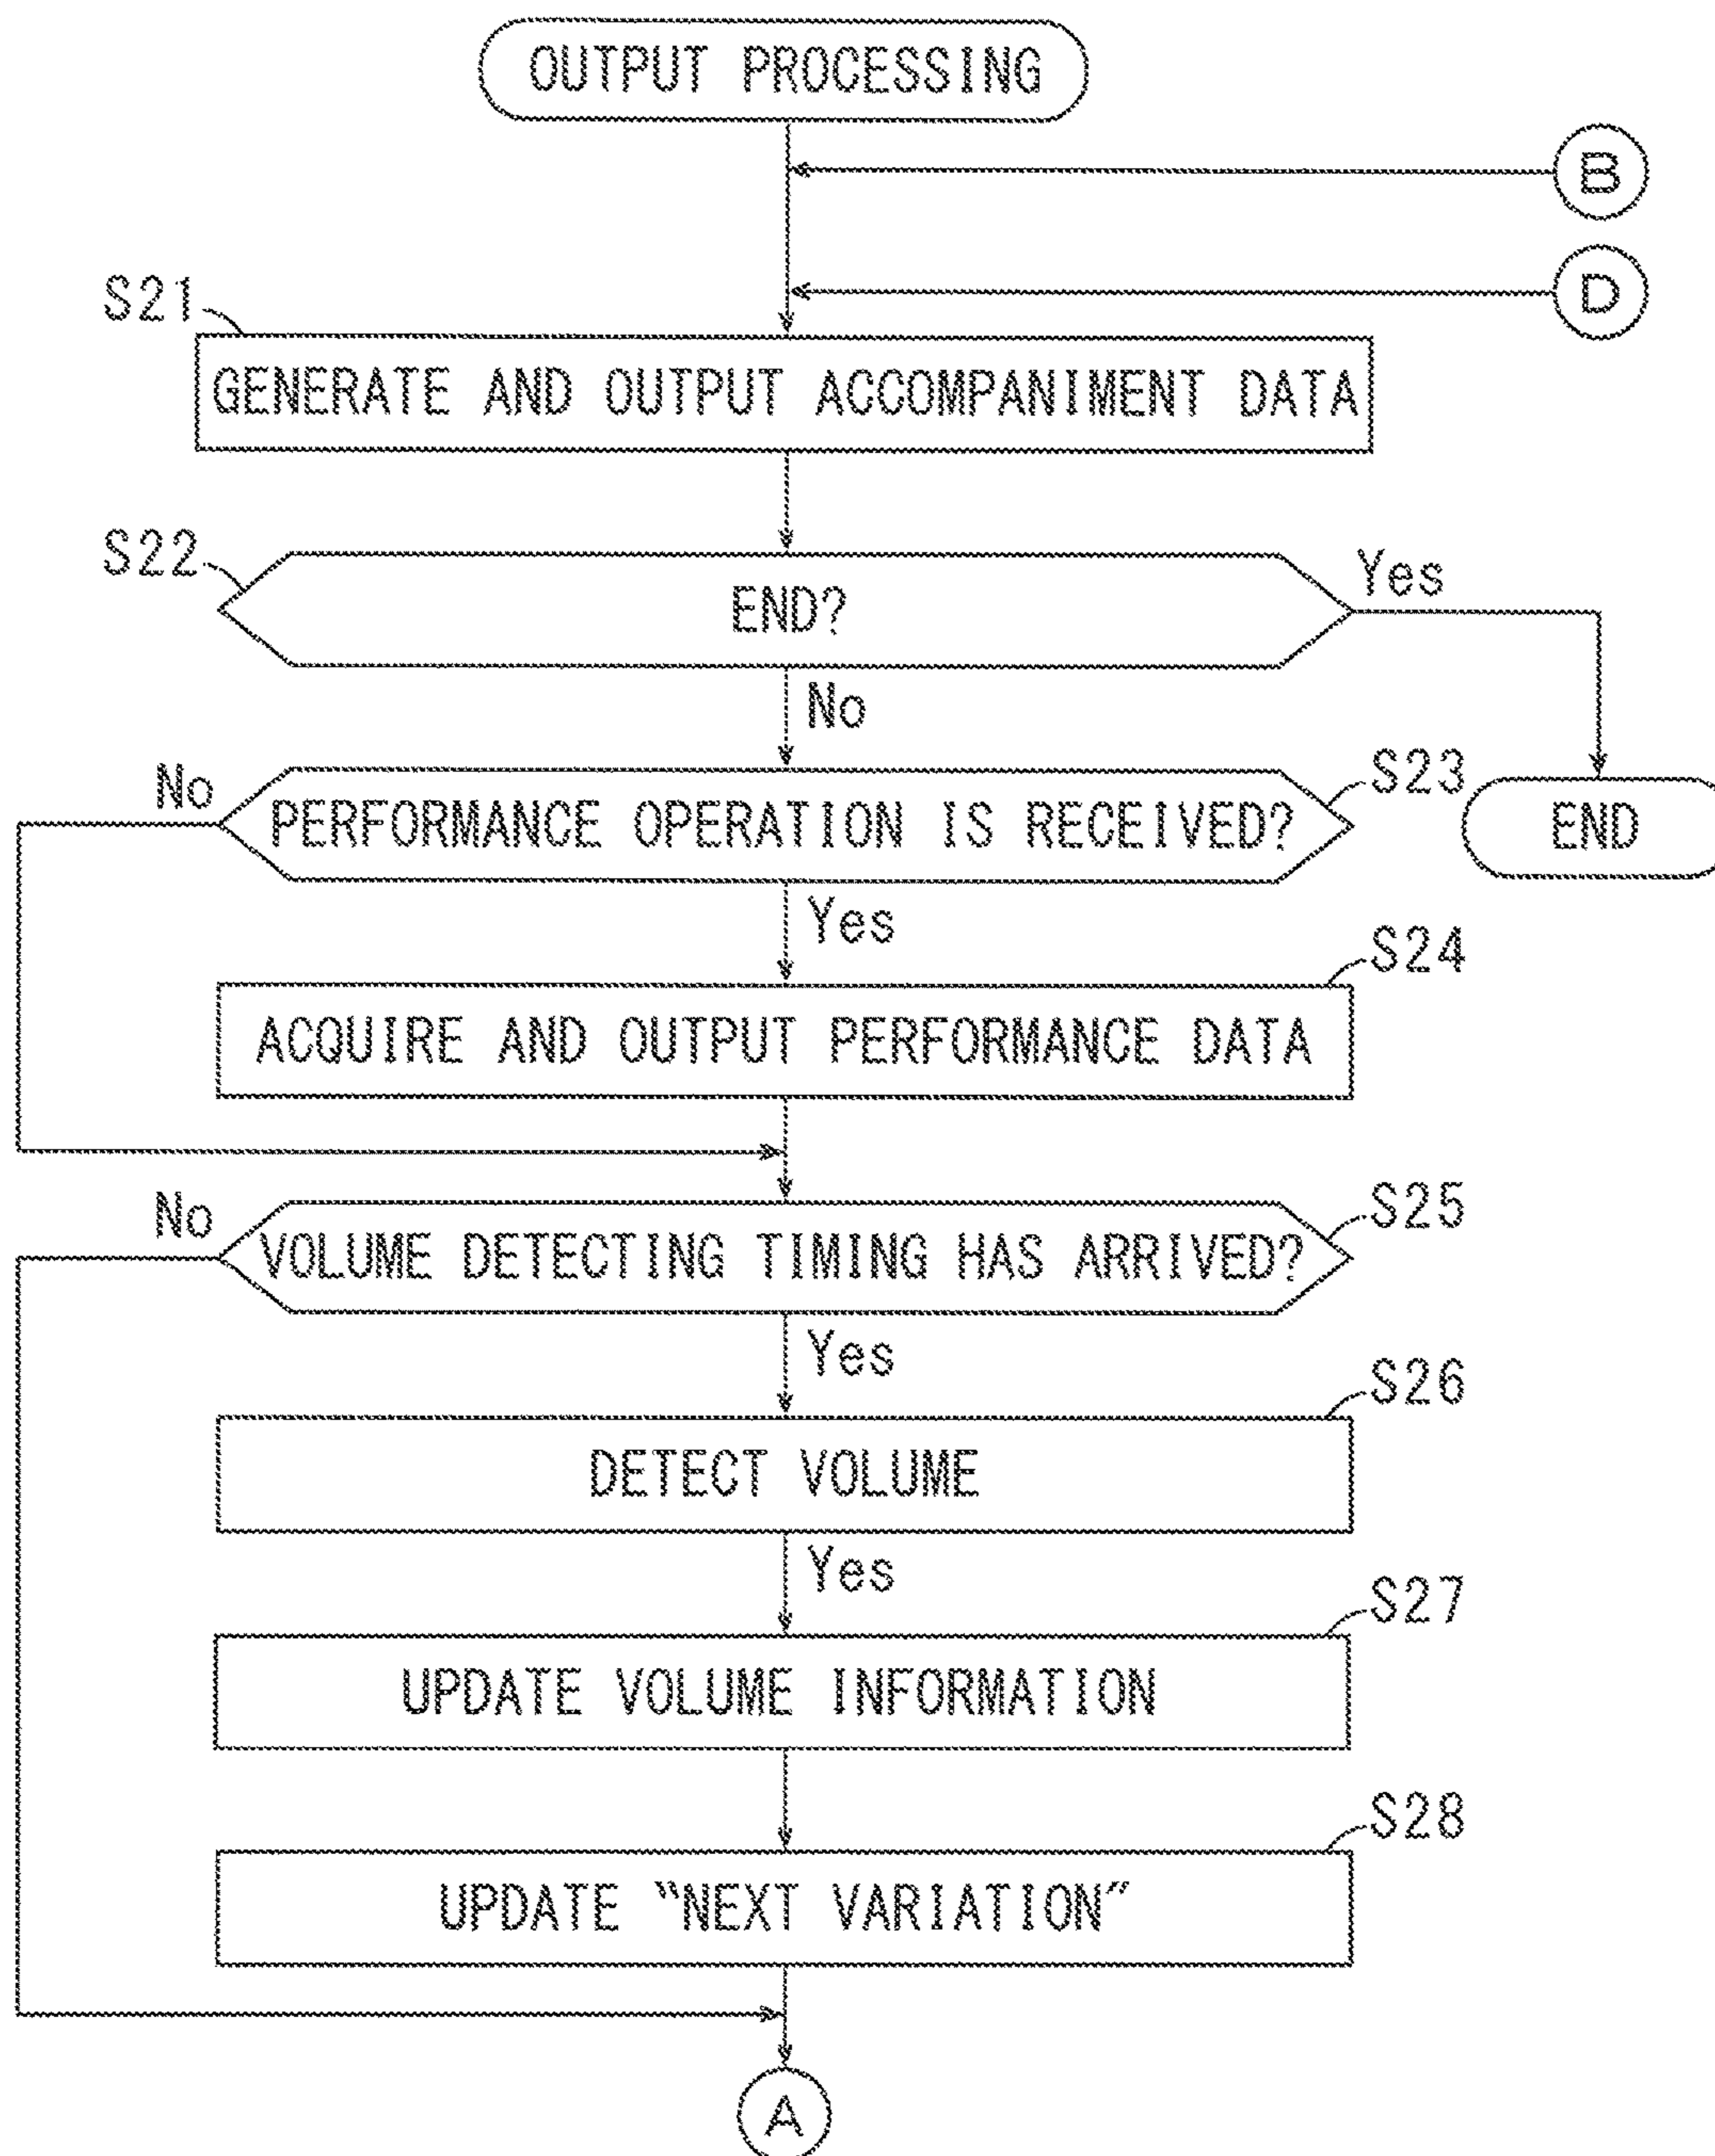 OUTPUT PROCESSING
B
D
S21
GENERATE AND OUTPUT ACCOMPANIMENT DATA
S22
END?
Yes
No
S23
No
PERFORMANCE OPERATION IS RECEIVED?
END
Yes
S24
ACQUIRE AND OUTPUT PERFORMANCE DATA
No
S25
VOLUME DETECTING TIMING HAS ARRIVED?
Yes
S26
DETECT VOLUME
Yes
S27
UPDATE VOLUME INFORMATION
S28
UPDATE “NEXT VARIATION”
A